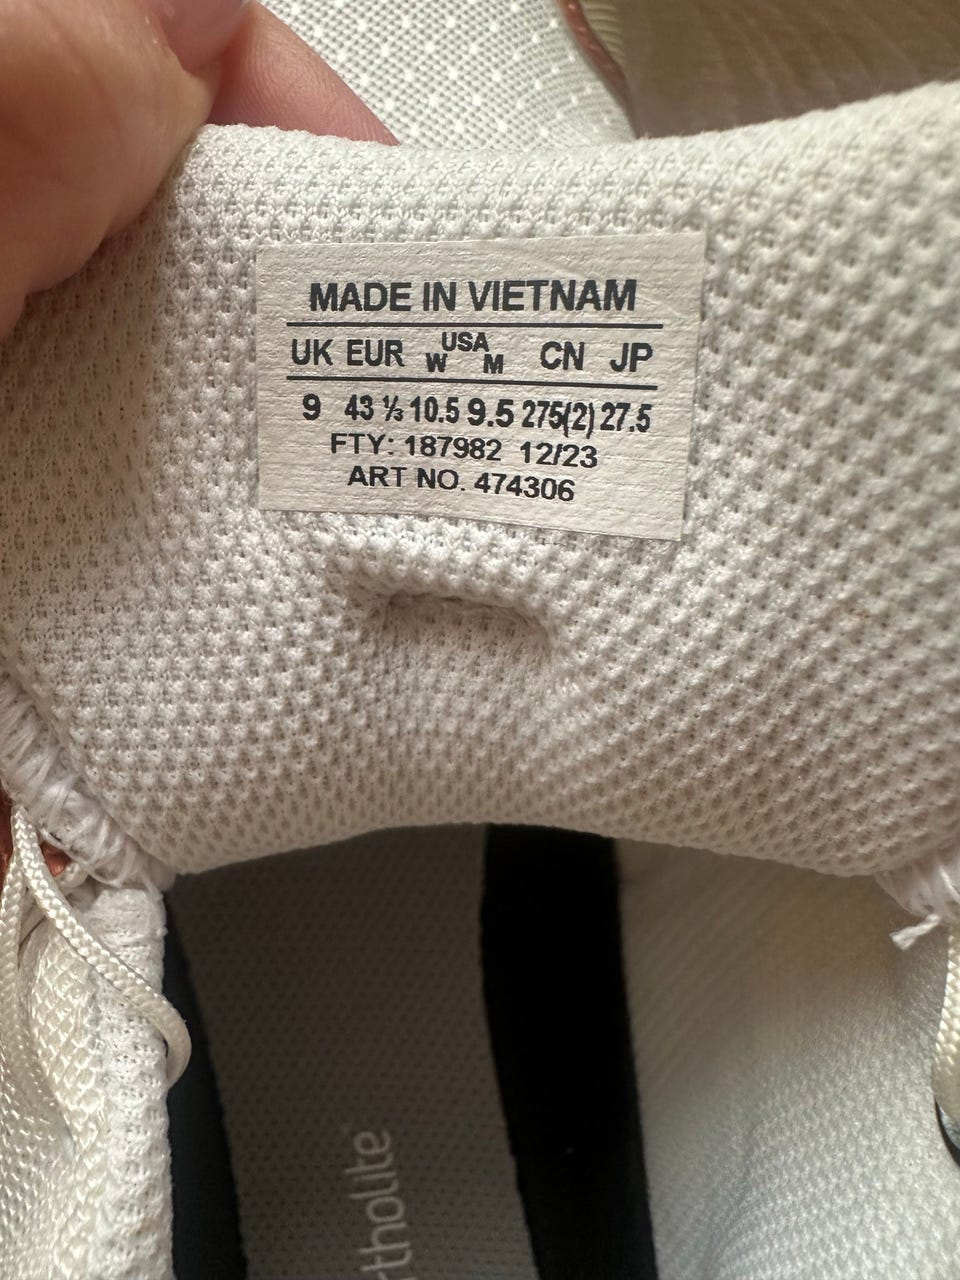 MADE IN VIETNAM
UK EUR USA W M CN JP
9 43 ⅓ 10.5 9.5 275(2) 27.5
FTY: 187982 12/23
ART NO. 474306
rtholite